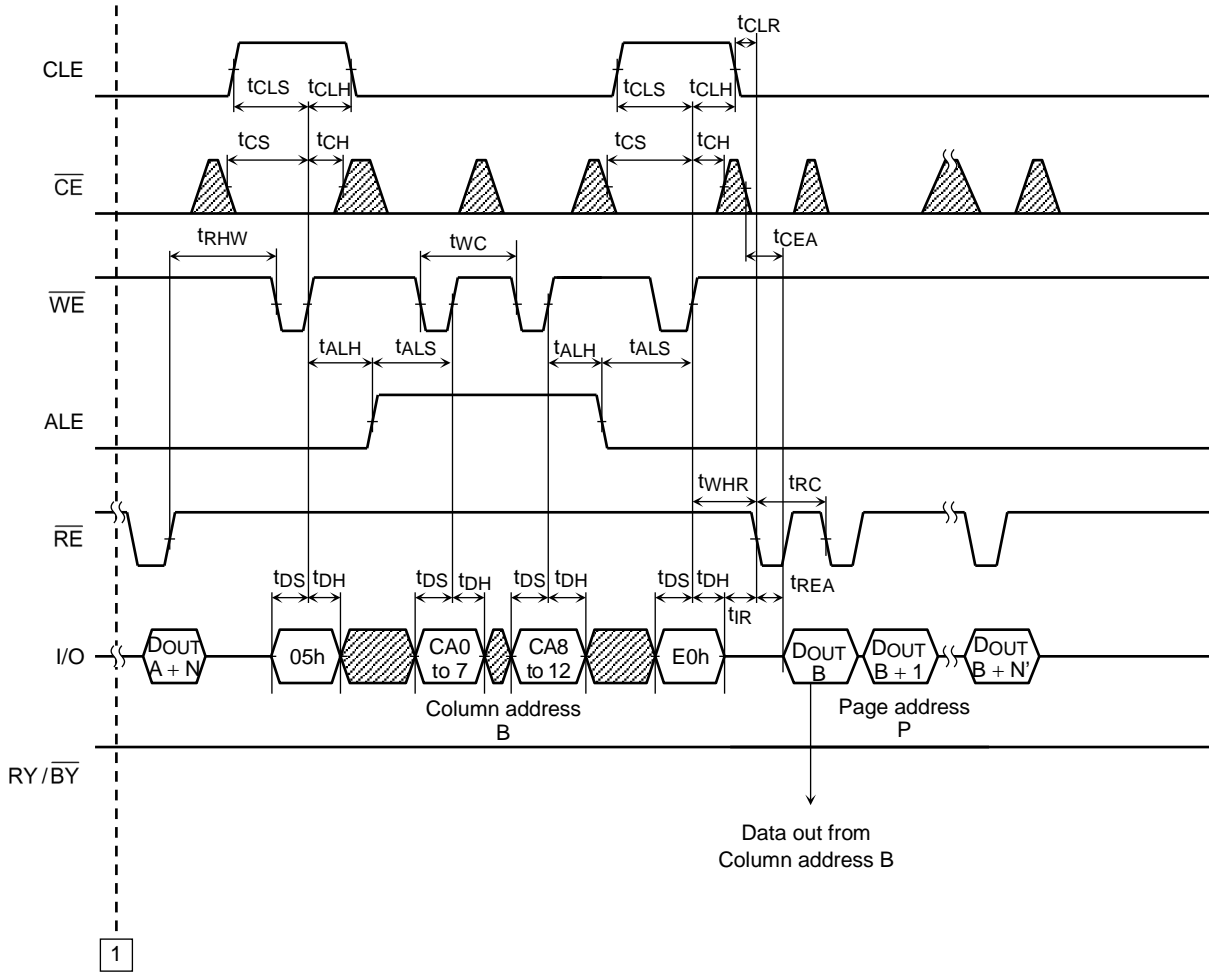 tCLR
CLE
tCLS tCLH tCLS tCLH
tCS tCH tCS tCH
CE
tRHW tWC tCEA
WE
tALH tALS tALH tALS
ALE
tWHR tRC
RE
tDS tDH tDS tDH tDS tDH tDS tDH tREA
tIR
I/O DOUT A + N 05h CA0 to 7 CA8 to 12 E0h DOUT B DOUT B + 1 DOUT B + N’
Column address
B
Page address
P
RY / BY
Data out from
Column address B
1